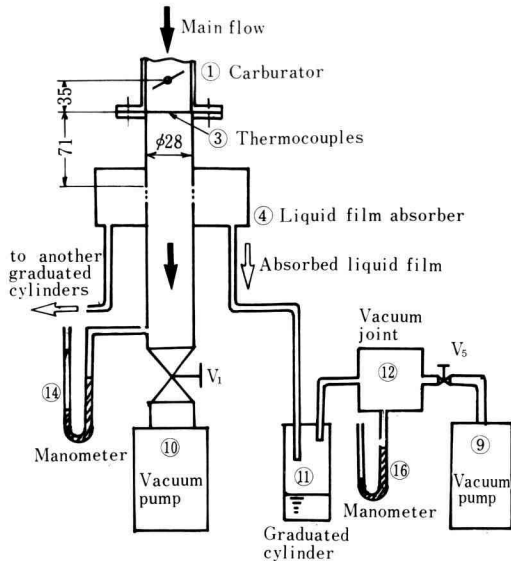 Main flow
① Carburator
35
③ Thermocouples
71
φ28
④ Liquid film absorber
to another
graduated
cylinders
Absorbed liquid film
Vacuum
joint
V₅
⑫
V₁
⑭
Manometer
⑩
Vacuum
pump
⑪
⑯
⑨
Vacuum
pump
Manometer
Graduated
cylinder